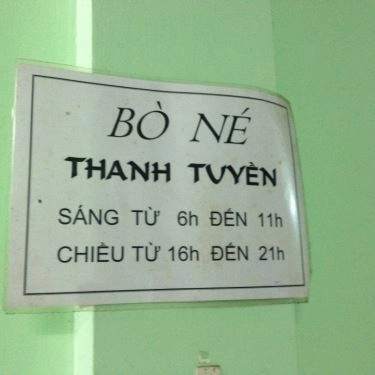 BÒ NÉ
THANH TUYỀN
SÁNG TỪ 6h ĐẾN 11h
CHIỀU TỪ 16h ĐẾN 21h